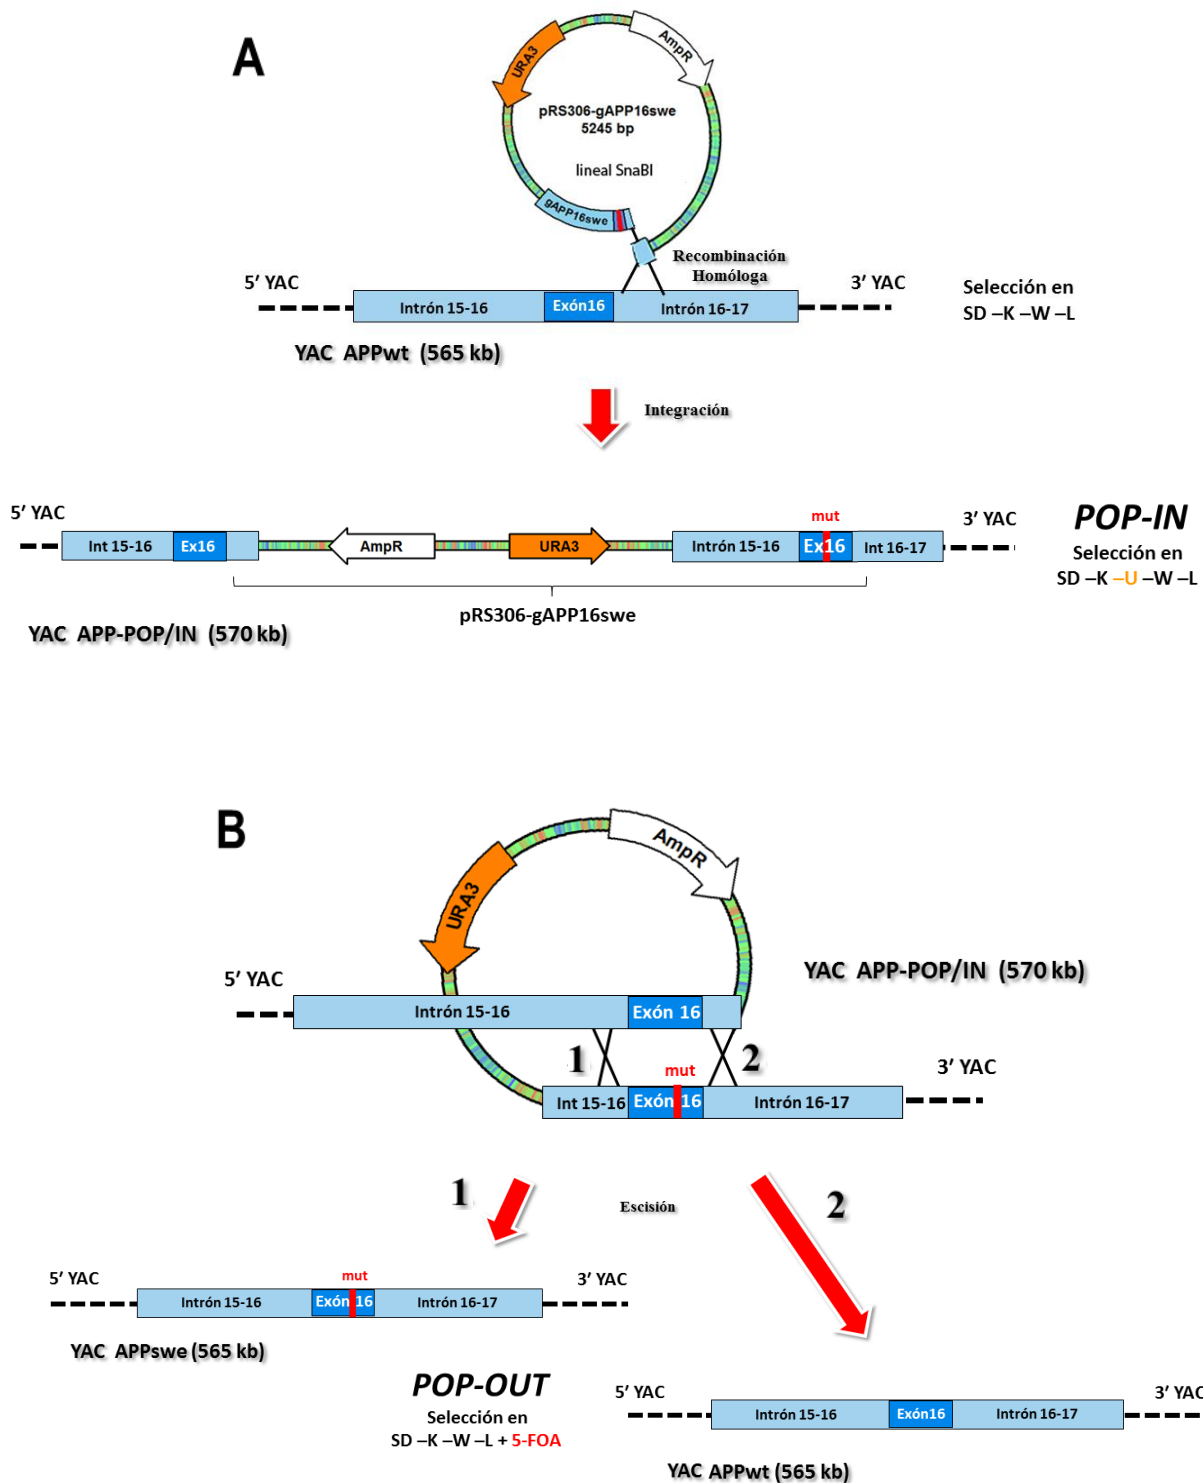 A
URA3
AmpR
pRS306-gAPP16swe
5245 bp
lineal SnaBI
gAPP16swe
Recombinación
Homóloga
5' YAC
3' YAC
Intrón 15-16
Exón16
Intrón 16-17
Selección en
SD –K –W –L
YAC APPwt (565 kb)
Integración
5' YAC
3' YAC
mut
Int 15-16
Ex16
AmpR
URA3
Intrón 15-16
Ex16
Int 16-17
POP-IN
Selección en
SD –K –U –W –L
pRS306-gAPP16swe
YAC APP-POP/IN (570 kb)
B
AmpR
URA3
YAC APP-POP/IN (570 kb)
5' YAC
Intrón 15-16
Exón 16
1
2
mut
3' YAC
Int 15-16
Exón 16
Intrón 16-17
1
Escisión
2
5' YAC
mut
3' YAC
Intrón 15-16
Exón 16
Intrón 16-17
YAC APPswe (565 kb)
POP-OUT
Selección en
SD –K –W –L + 5-FOA
5' YAC
3' YAC
Intrón 15-16
Exón16
Intrón 16-17
YAC APPwt (565 kb)